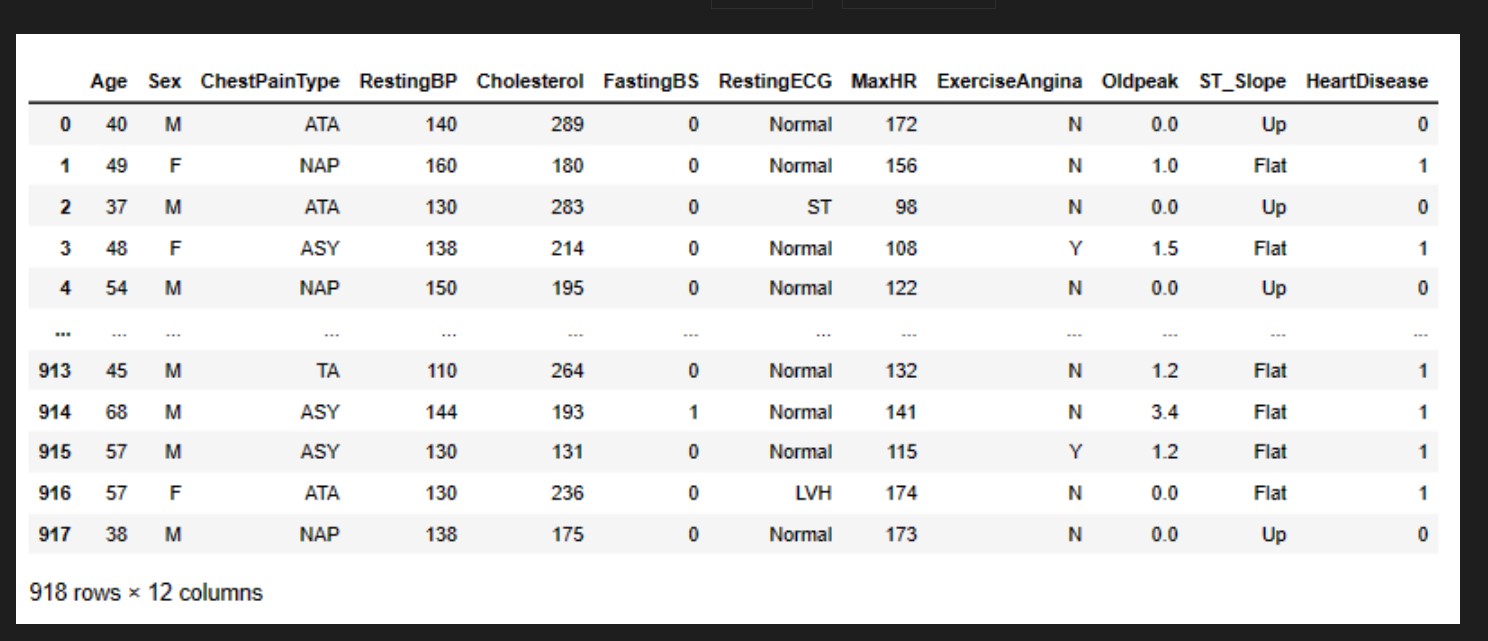 Age Sex ChestPainType RestingBP Cholesterol FastingBS RestingECG MaxHR ExerciseAngina Oldpeak ST_Slope HeartDisease
0 40 M ATA 140 289 0 Normal 172 N 0.0 Up 0
1 49 F NAP 160 180 0 Normal 156 N 1.0 Flat 1
2 37 M ATA 130 283 0 ST 98 N 0.0 Up 0
3 48 F ASY 138 214 0 Normal 108 Y 1.5 Flat 1
4 54 M NAP 150 195 0 Normal 122 N 0.0 Up 0
... ... ... ... ... ... ... ... ... ... ... ... ...
913 45 M TA 110 264 0 Normal 132 N 1.2 Flat 1
914 68 M ASY 144 193 1 Normal 141 N 3.4 Flat 1
915 57 M ASY 130 131 0 Normal 115 Y 1.2 Flat 1
916 57 F ATA 130 236 0 LVH 174 N 0.0 Flat 1
917 38 M NAP 138 175 0 Normal 173 N 0.0 Up 0
918 rows × 12 columns